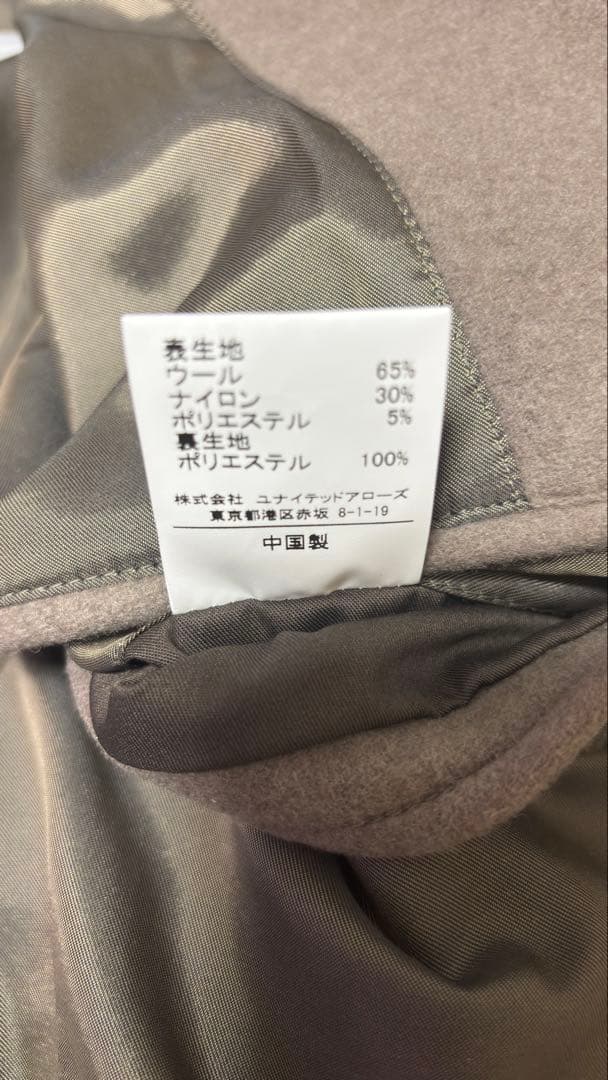 表生地
ウール 65%
ナイロン 30%
ポリエステル 5%
裏生地
ポリエステル 100%
株式会社 ユナイテッドアローズ
東京都港区赤坂 8-1-19
中国製